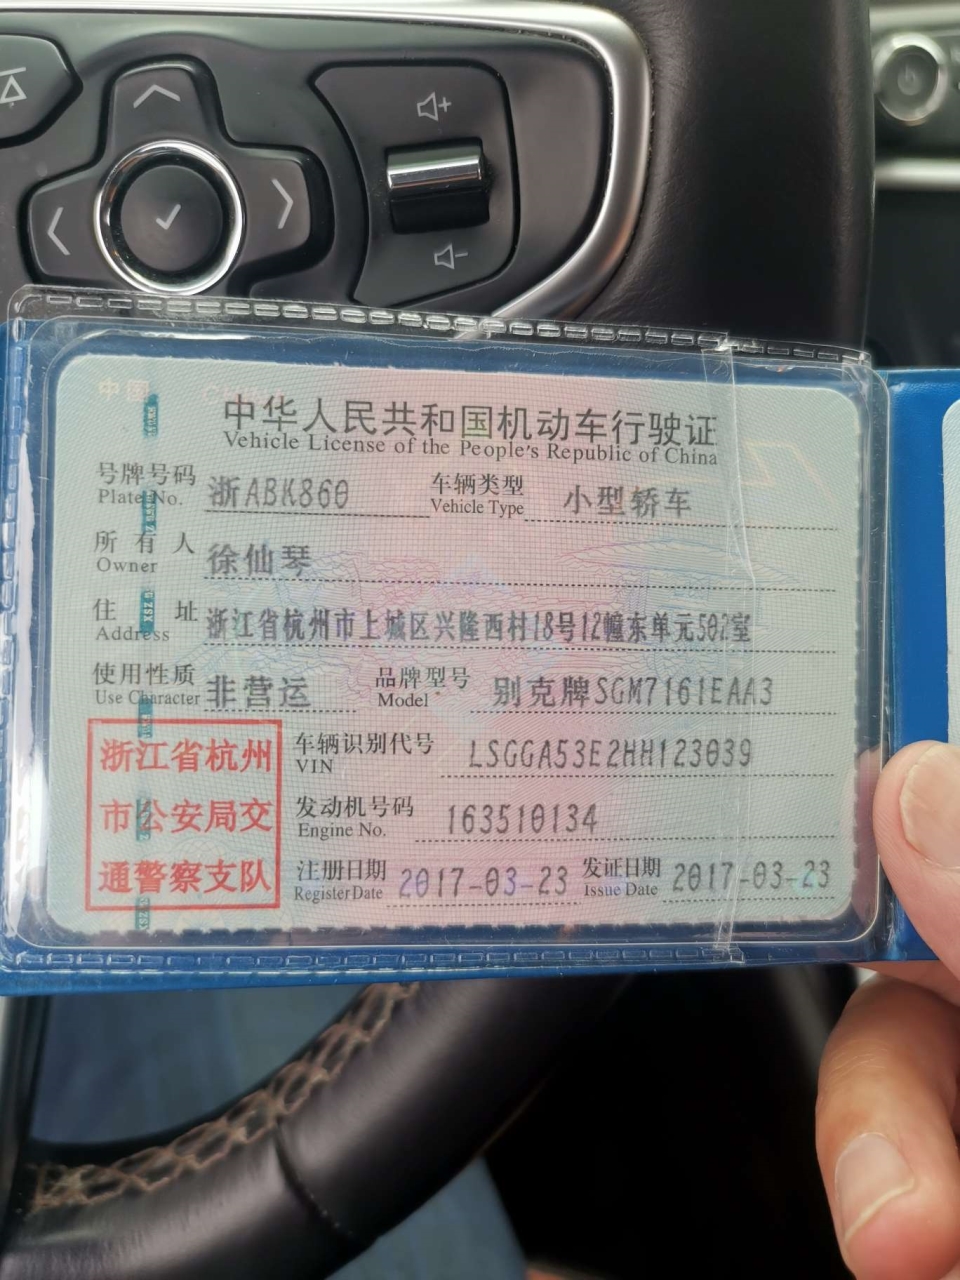 中华人民共和国机动车行驶证
Vehicle License of the People's Republic of China
号牌号码 浙ABK860 车辆类型 小型轿车
Plate No. Vehicle Type
所有人 徐仙琴
Owner
住址 浙江省杭州市上城区兴隆西村18号12幢东单元502室
Address
使用性质 非营运 品牌型号 别克牌SGM7161EAA3
Use Character Model
浙江省杭州
市公安局交
通警察支队
车辆识别代号 LSGGA53E2HH123039
VIN
发动机号码 163510134
Engine No.
注册日期 2017-03-23 发证日期 2017-03-23
Register Date Issue Date